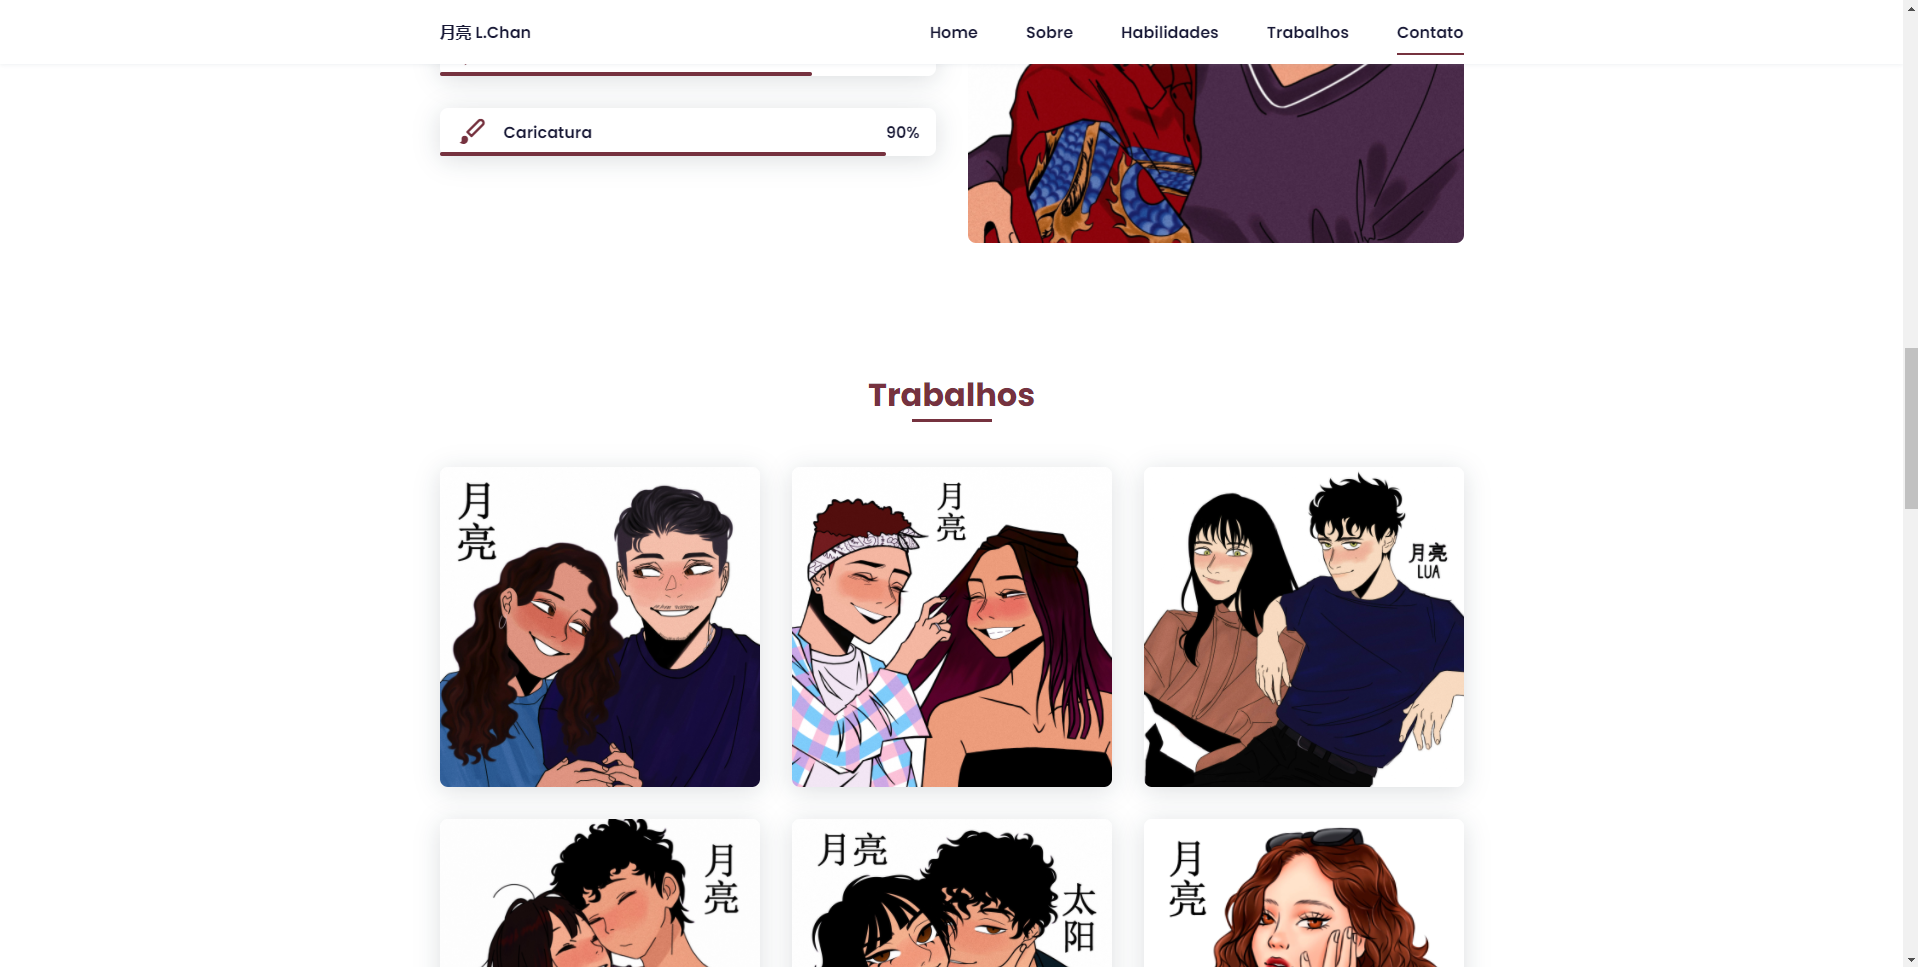 月亮 L.Chan
Home
Sobre
Habilidades
Trabalhos
Contato
Caricatura
90%
Trabalhos
月
亮
月
亮
月亮
LUA
月
亮
月亮
太
阳
月
亮